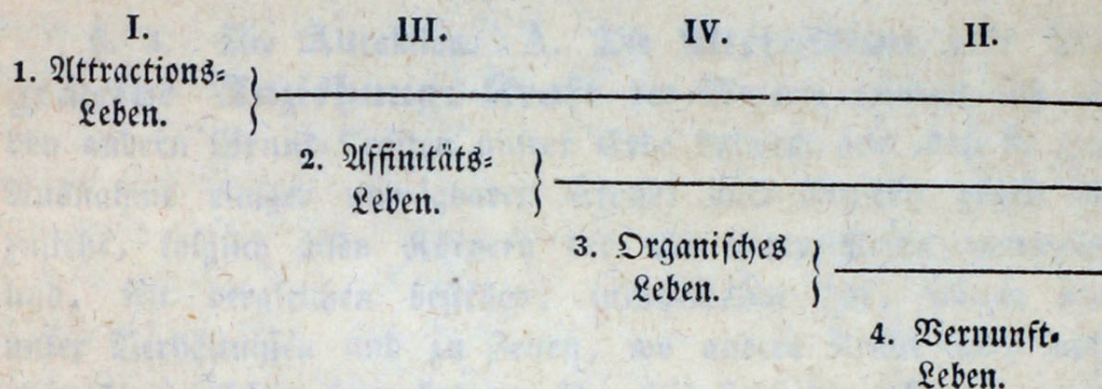 I. III. IV. II.
1. Attractions⸗
Leben.
2. Affinitäts⸗
Leben.
3. Organiſches
Leben.
4. Vernunft⸗
Leben.